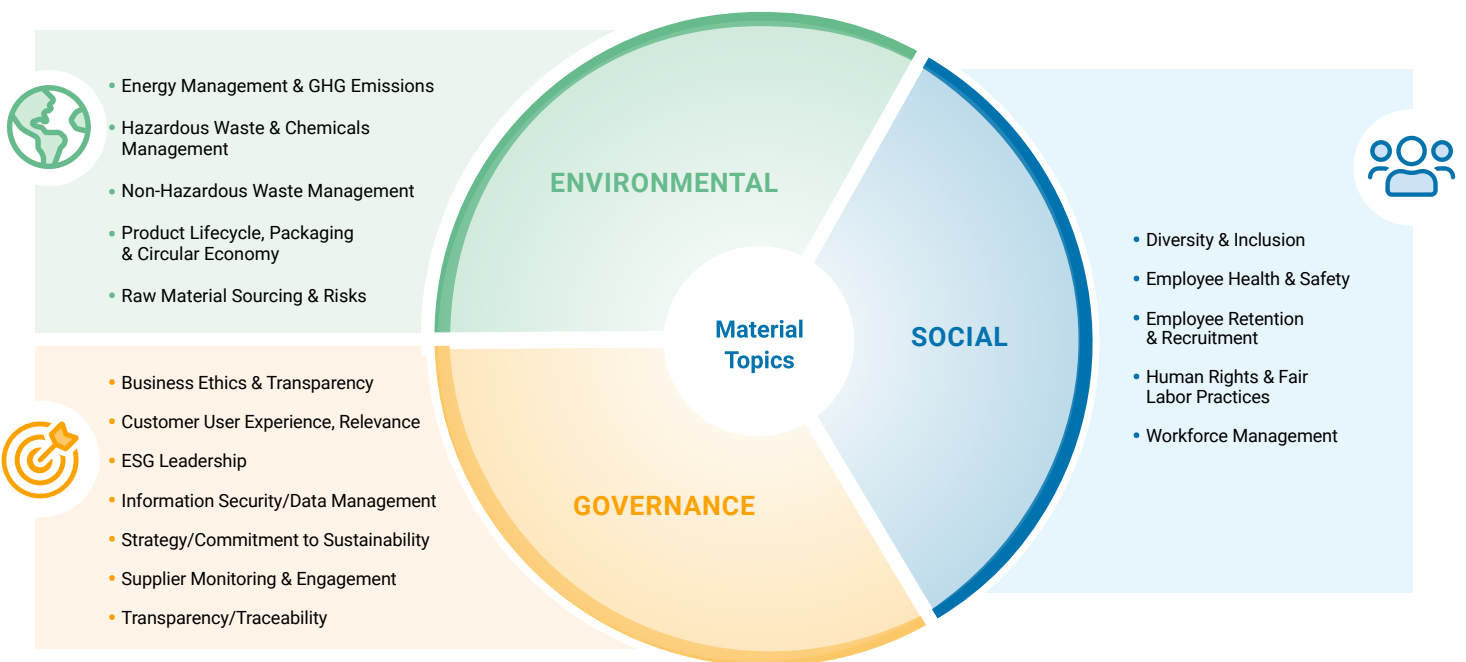 • Energy Management & GHG Emissions
• Hazardous Waste & Chemicals
Management
• Non-Hazardous Waste Management
• Product Lifecycle, Packaging
& Circular Economy
• Raw Material Sourcing & Risks
ENVIRONMENTAL
Material
Topics
SOCIAL
• Diversity & Inclusion
• Employee Health & Safety
• Employee Retention
& Recruitment
• Human Rights & Fair
Labor Practices
• Workforce Management
• Business Ethics & Transparency
• Customer User Experience, Relevance
• ESG Leadership
• Information Security/Data Management
• Strategy/Commitment to Sustainability
• Supplier Monitoring & Engagement
• Transparency/Traceability
GOVERNANCE